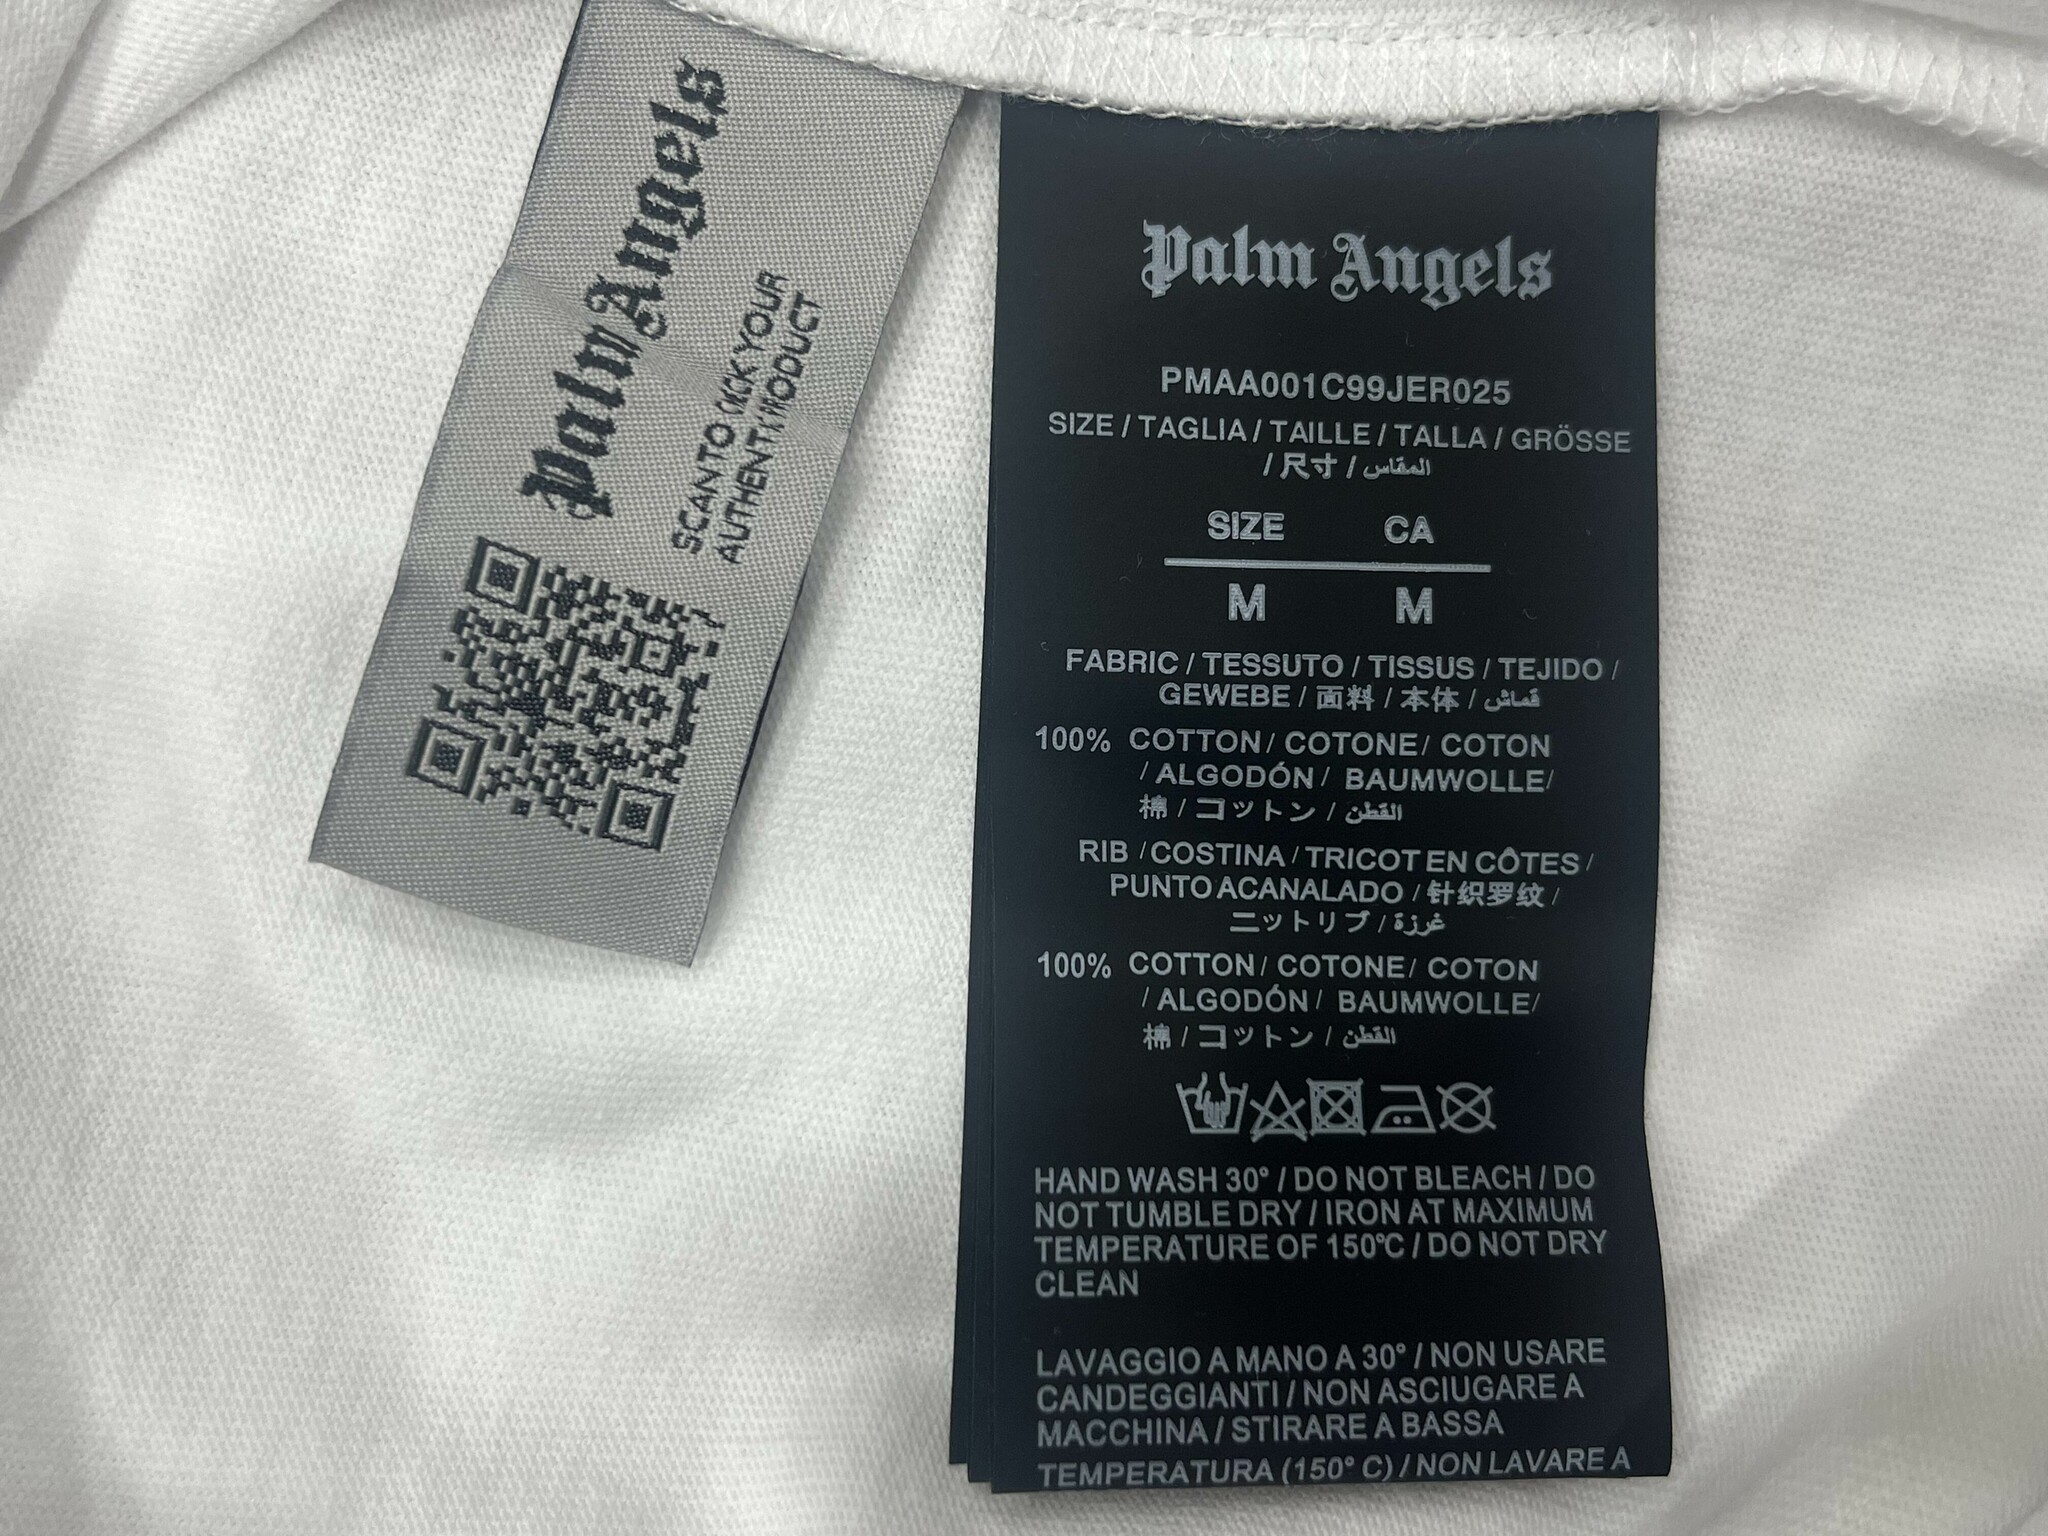 Palm Angels
SCAN TO CHCK YOUR
AUTHENTI PRODUCT
Palm Angels
PMAA001C99JER025
SIZE / TAGLIA / TAILLE / TALLA / GRÖSSE
/ 尺寸 / المقاس
SIZE CA
M M
FABRIC / TESSUTO / TISSUS / TEJIDO /
GEWEBE / 面料 / 本体 / قماش
100% COTTON / COTONE / COTON
/ ALGODÓN / BAUMWOLLE/
棉 / コットン / القطن
RIB / COSTINA / TRICOT EN CÔTES /
PUNTO ACANALADO / 针织罗纹 /
ニットリブ / غرزة
100% COTTON / COTONE / COTON
/ ALGODÓN / BAUMWOLLE/
棉 / コットン / القطن
HAND WASH 30° / DO NOT BLEACH / DO
NOT TUMBLE DRY / IRON AT MAXIMUM
TEMPERATURE OF 150°C / DO NOT DRY
CLEAN
LAVAGGIO A MANO A 30° / NON USARE
CANDEGGIANTI / NON ASCIUGARE A
MACCHINA / STIRARE A BASSA
TEMPERATURA (150° C) / NON LAVARE A